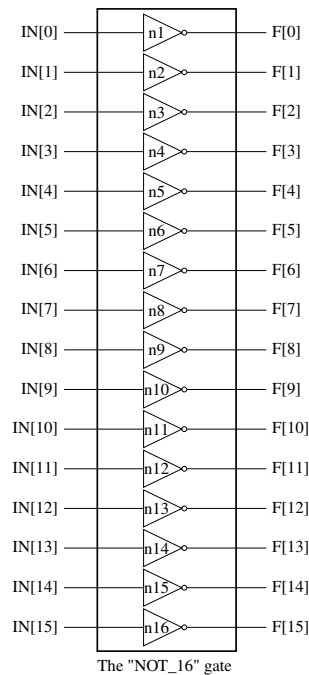 IN[0] n1 F[0]
IN[1] n2 F[1]
IN[2] n3 F[2]
IN[3] n4 F[3]
IN[4] n5 F[4]
IN[5] n6 F[5]
IN[6] n7 F[6]
IN[7] n8 F[7]
IN[8] n9 F[8]
IN[9] n10 F[9]
IN[10] n11 F[10]
IN[11] n12 F[11]
IN[12] n13 F[12]
IN[13] n14 F[13]
IN[14] n15 F[14]
IN[15] n16 F[15]
The "NOT_16" gate